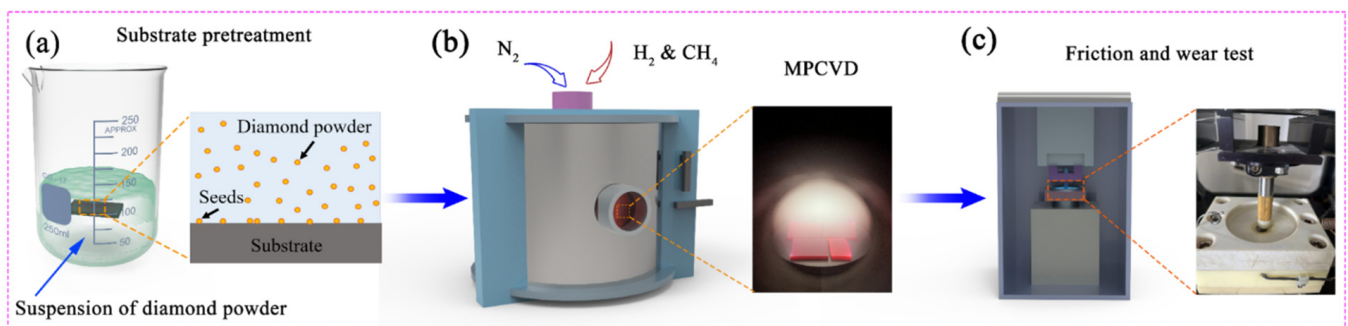 (a)
Substrate pretreatment
250
APPROX
200
150
100
50
250ml
Diamond powder
Seeds
Substrate
Suspension of diamond powder
(b)
N₂
H₂ & CH₄
MPCVD
(c)
Friction and wear test